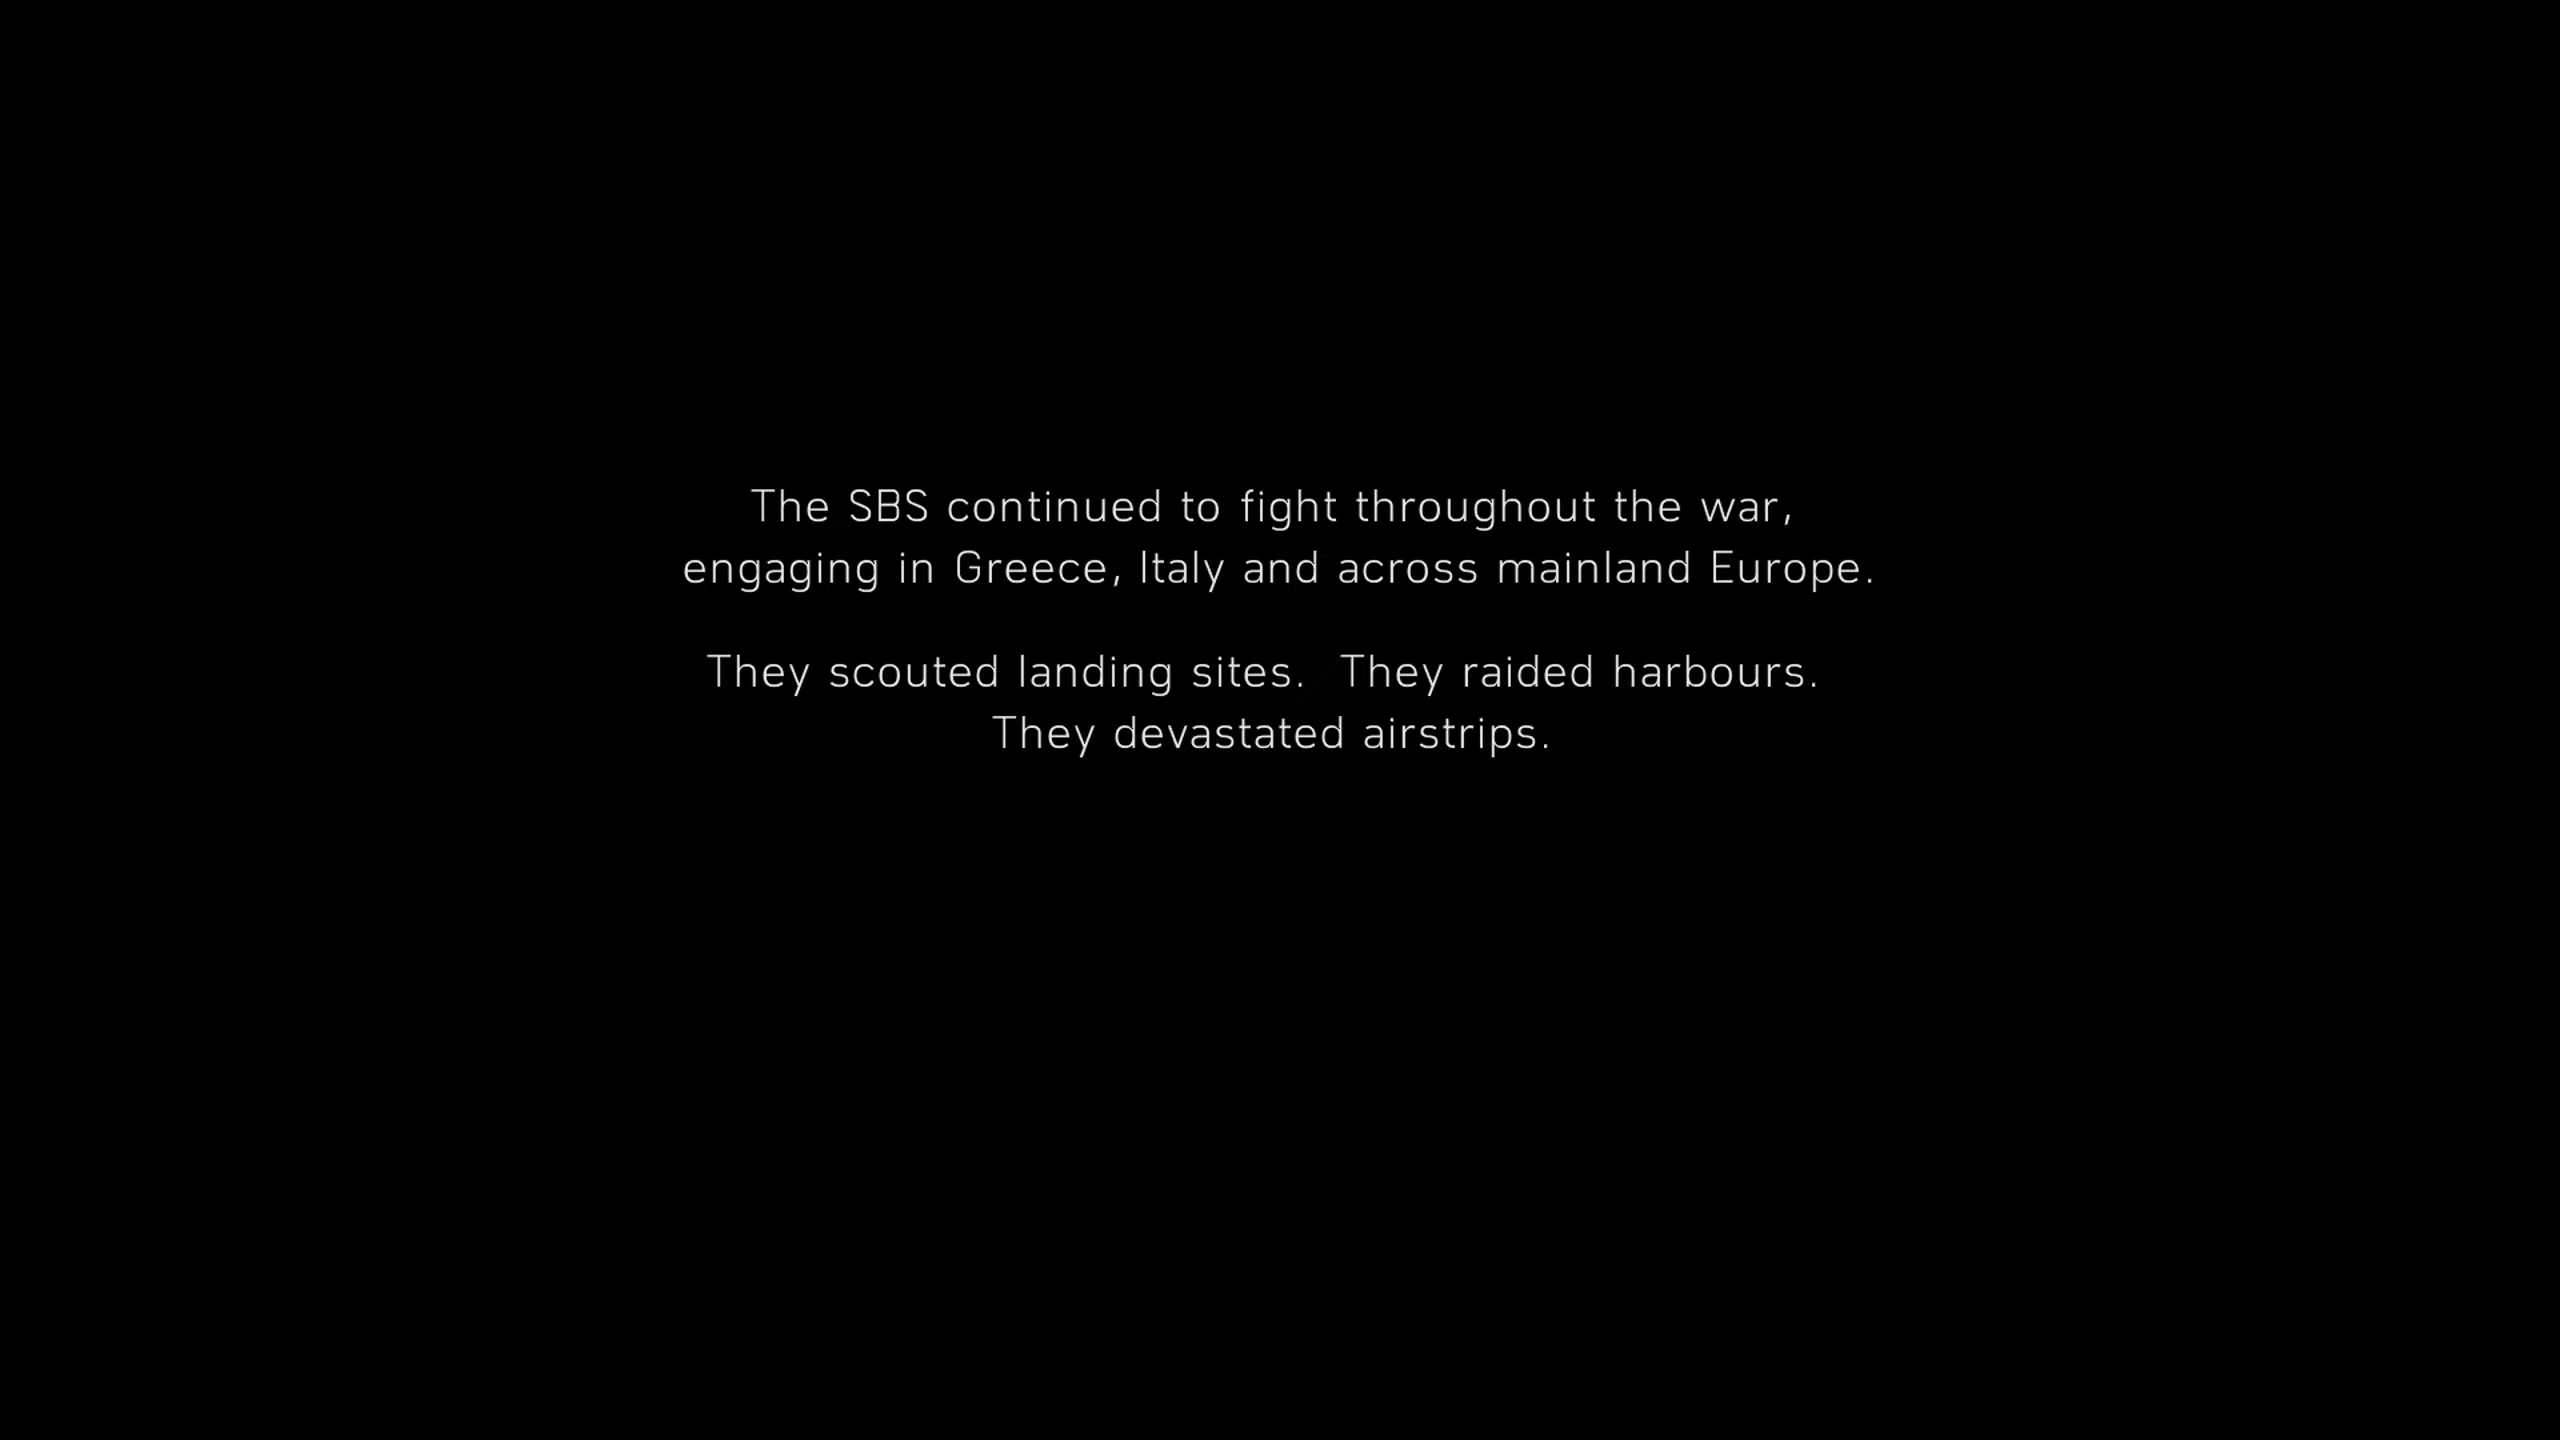 The SBS continued to fight throughout the war,
engaging in Greece, Italy and across mainland Europe.
They scouted landing sites.  They raided harbours.
They devastated airstrips.